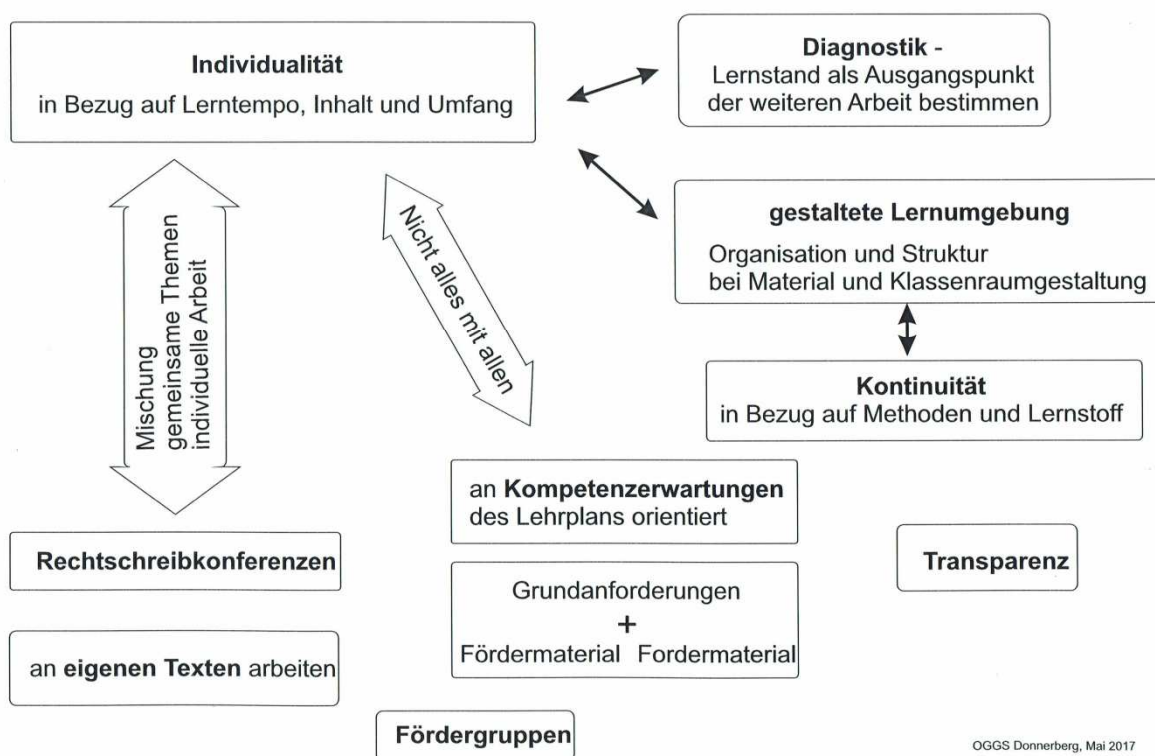 Individualität
in Bezug auf Lerntempo, Inhalt und Umfang
Diagnostik -
Lernstand als Ausgangspunkt
der weiteren Arbeit bestimmen
gestaltete Lernumgebung
Organisation und Struktur
bei Material und Klassenraumgestaltung
Kontinuität
in Bezug auf Methoden und Lernstoff
Mischung
gemeinsame Themen
individuelle Arbeit
Nicht alles mit allen
an Kompetenzerwartungen
des Lehrplans orientiert
Rechtschreibkonferenzen
Transparenz
Grundanforderungen
+
Fördermaterial Fordermaterial
an eigenen Texten arbeiten
Fördergruppen
OGGS Donnerberg, Mai 2017